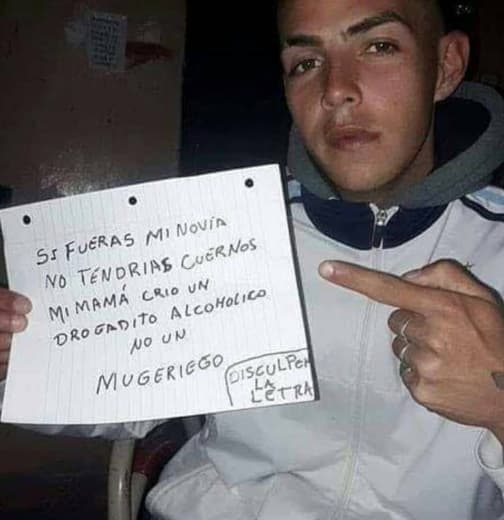 SI FUERAS MI NOVIA
NO TENDRIAS CUERNOS
MI MAMÁ CRIO UN
DROGADITO ALCOHOLICO
NO UN
MUGERIEGO
DISCULPEN
LA
LETRA